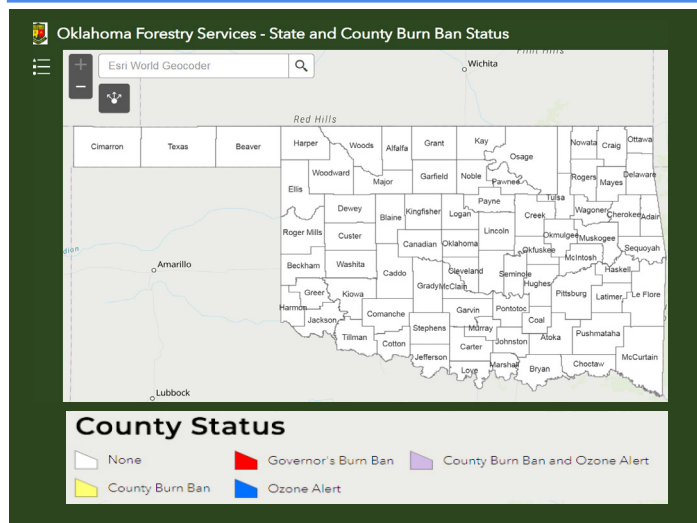 Oklahoma Forestry Services - State and County Burn Ban Status
Esri World Geocoder
Wichita
Red Hills
Cimarron Texas Beaver Harper Woods Alfalfa Grant Kay Osage Nowata Craig Ottawa
Ellis Woodward Major Garfield Noble Pawnee Rogers Mayes Delaware
Dewey Blaine Kingfisher Logan Payne Creek Tulsa Wagoner Cherokee Adair
Roger Mills Custer Canadian Oklahoma Lincoln Okfuskee Okmulgee Muskogee Sequoyah
Amarillo Beckham Washita Caddo Grady McClain Cleveland Seminole Hughes McIntosh Haskell
Harmon Greer Kiowa Pittsburg Latimer Le Flore
Jackson Comanche Stephens Garvin Murray Pontotoc Coal
Tillman Cotton Jefferson Carter Johnston Atoka Pushmataha
Love Marshall Bryan Choctaw McCurtain
Lubbock
County Status
None Governor's Burn Ban County Burn Ban and Ozone Alert
County Burn Ban Ozone Alert